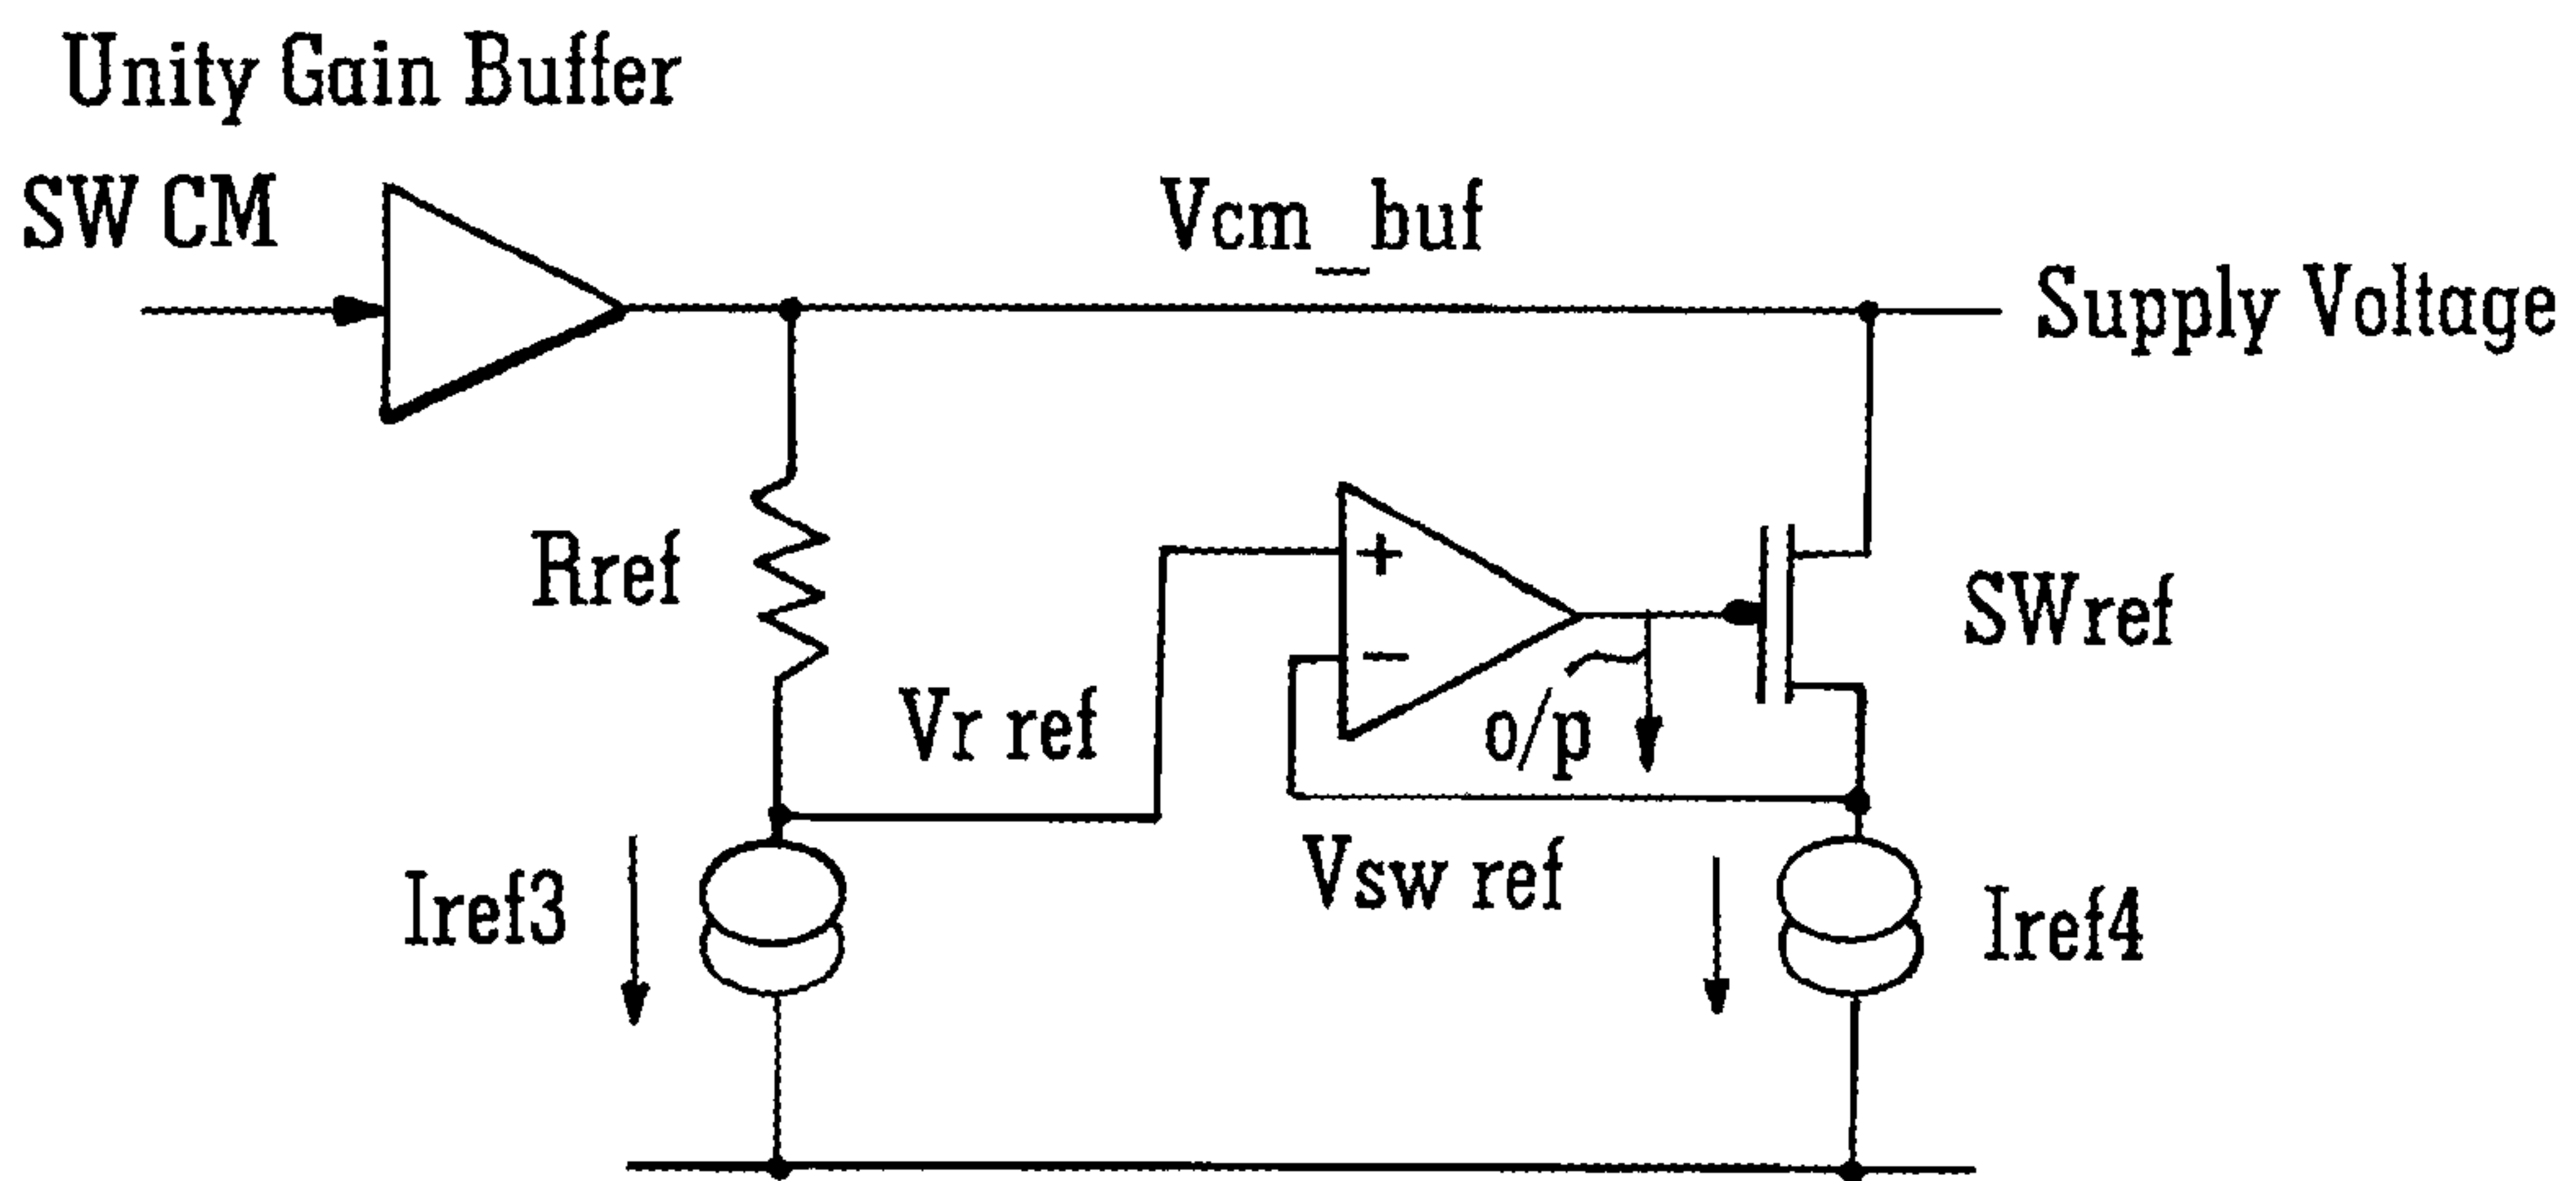 Unity Gain Buffer
SW CM
Vcm_buf
Supply Voltage
Rref
+
−
SWref
Vr ref
o/p
Vsw ref
Iref3
Iref4